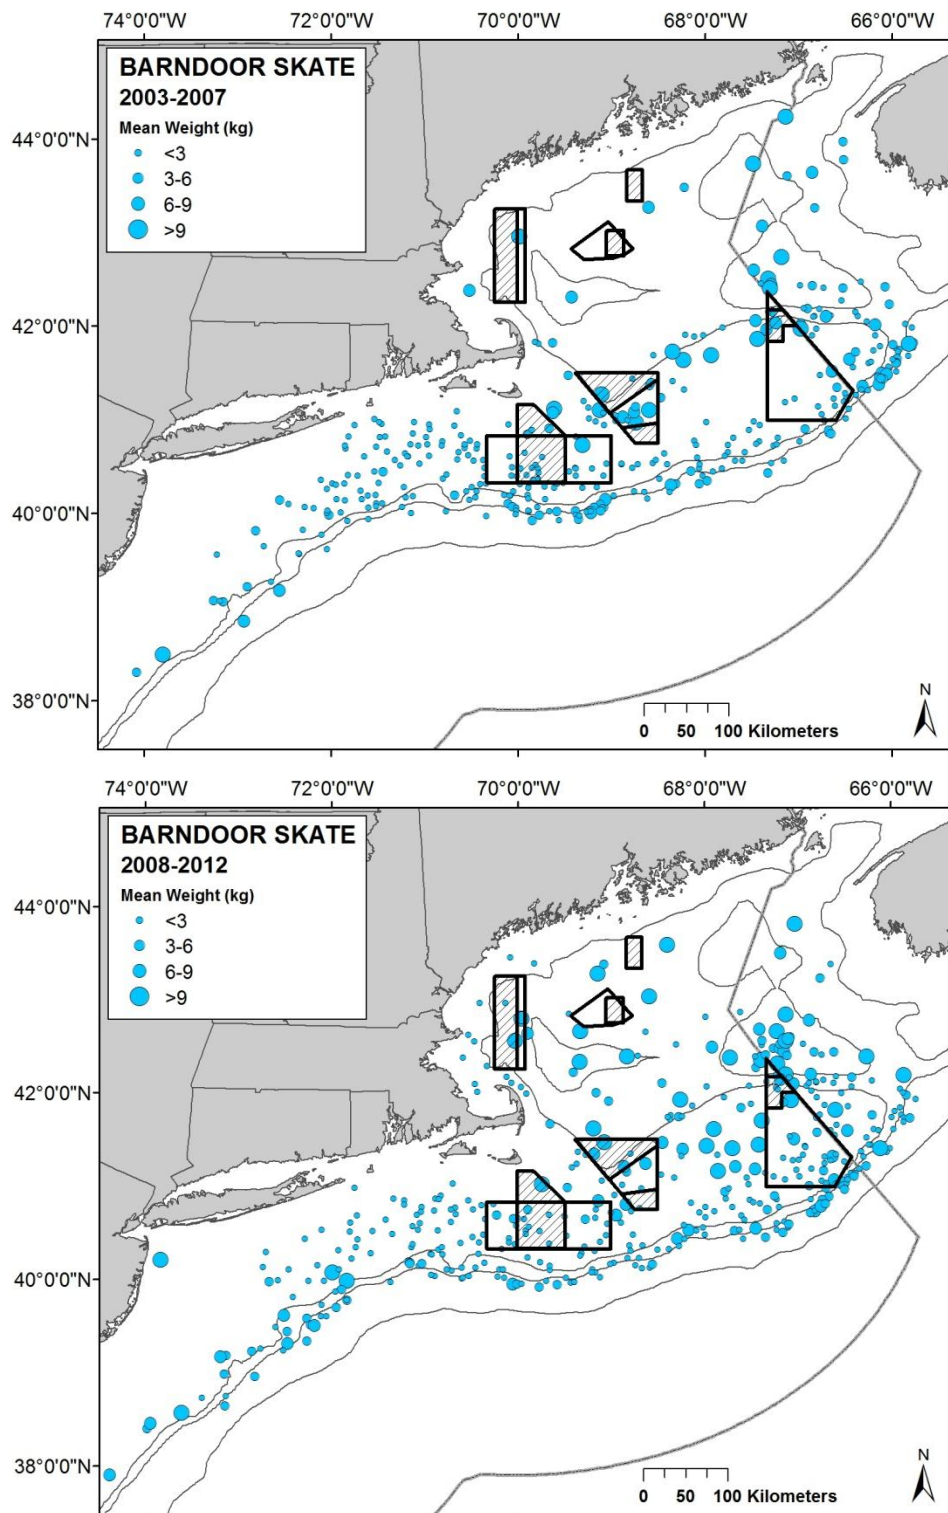 74°0'0"W 72°0'0"W 70°0'0"W 68°0'0"W 66°0'0"W
BARNDOOR SKATE
2003-2007
Mean Weight (kg)
<3
3-6
6-9
>9
44°0'0"N
42°0'0"N
40°0'0"N
38°0'0"N
N
0 50 100 Kilometers
74°0'0"W 72°0'0"W 70°0'0"W 68°0'0"W 66°0'0"W
BARNDOOR SKATE
2008-2012
Mean Weight (kg)
<3
3-6
6-9
>9
44°0'0"N
42°0'0"N
40°0'0"N
38°0'0"N
N
0 50 100 Kilometers